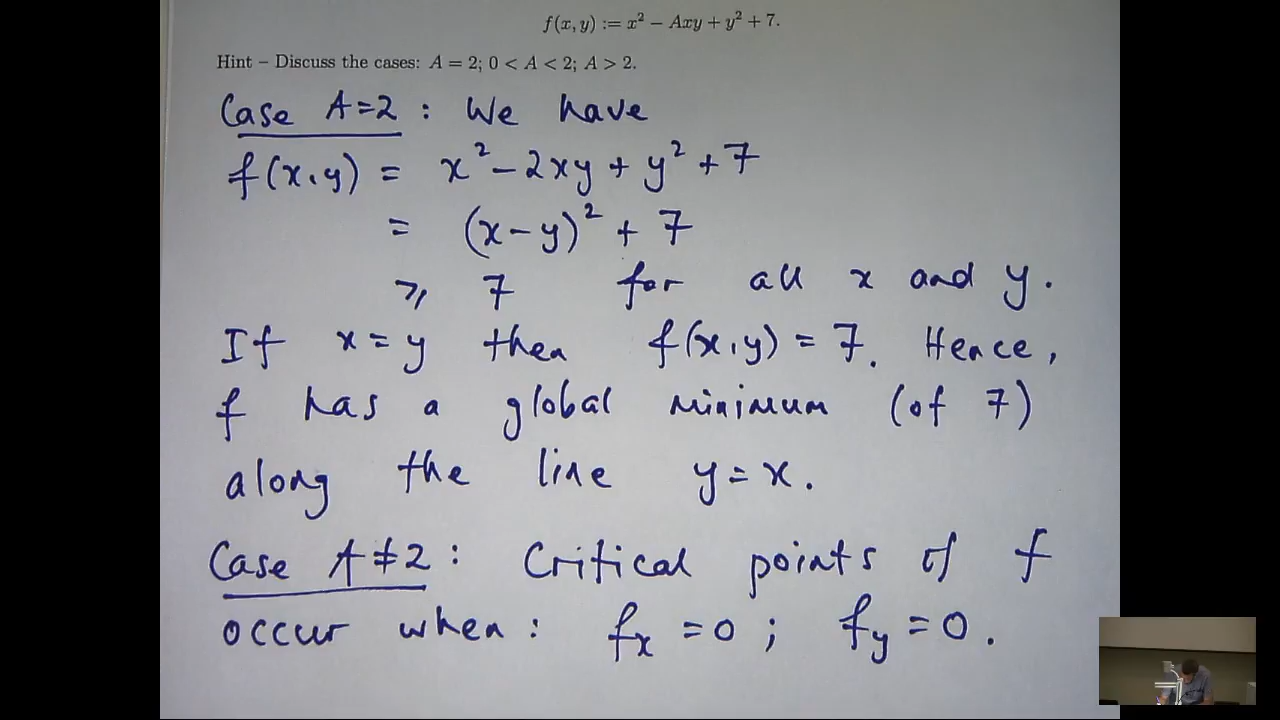 f(x, y) := x² − Axy + y² + 7.
Hint – Discuss the cases: A = 2; 0 < A < 2; A > 2.
Case A=2 : We have
f(x,y) = x² − 2xy + y² + 7
= (x − y)² + 7
⩾ 7 for all x and y.
If x = y then f(x,y) = 7. Hence,
f has a global minimum (of 7)
along the line y = x.
Case A ≠ 2 : Critical points of f
occur when : fₓ = 0 ; f_y = 0.